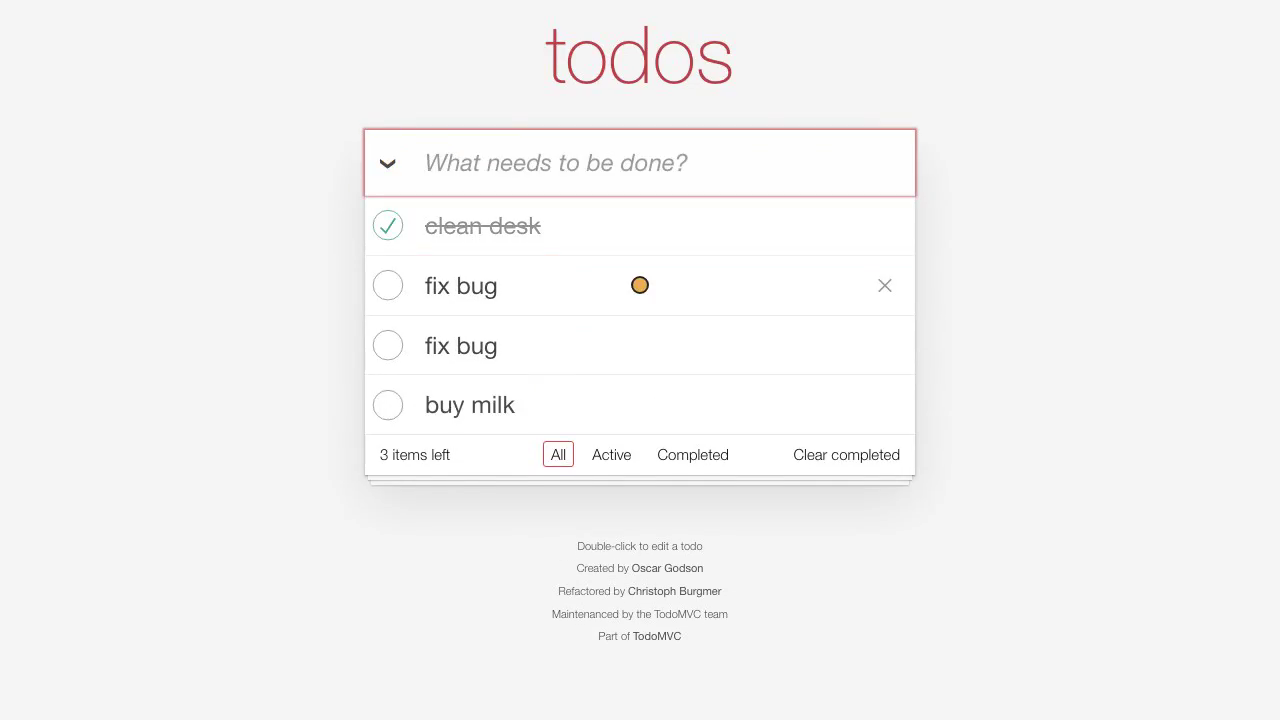 todos
What needs to be done?
clean desk
fix bug
fix bug
buy milk
3 items left All Active Completed Clear completed
Double-click to edit a todo
Created by Oscar Godson
Refactored by Christoph Burgmer
Maintenanced by the TodoMVC team
Part of TodoMVC